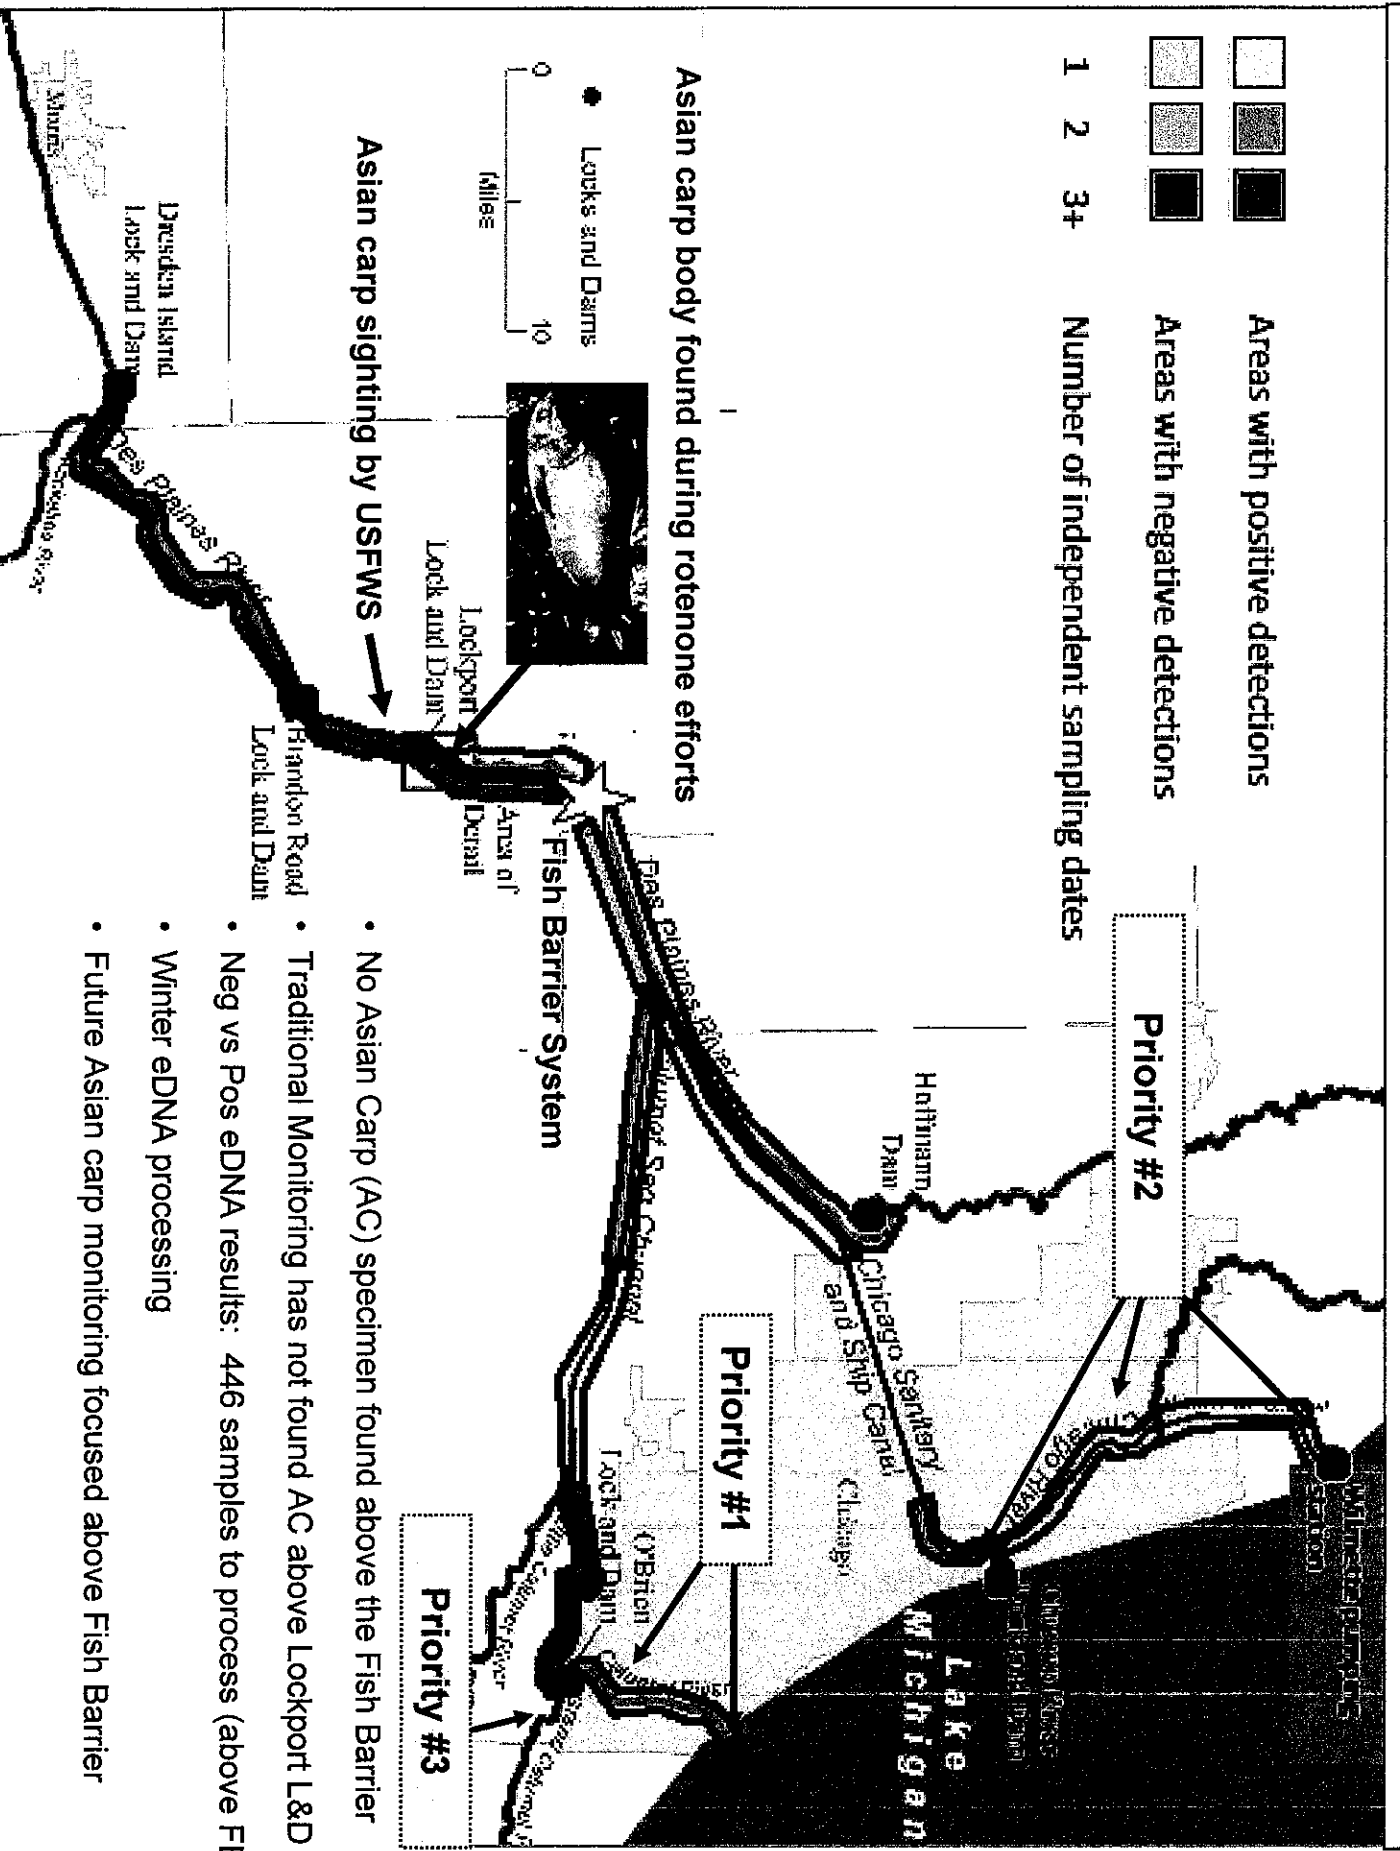 Areas with positive detections
Areas with negative detections
1 2 3+ Number of independent sampling dates
Asian carp body found during rotenone efforts
Locks and Dams
0 10
Miles
Asian carp sighting by USFWS
Priority #2
Hoffmann
Dam
Chicago Sanitary
and Ship Canal
Chicago
Lake
Michigan
Des Plaines River
Priority #1
O'Brien
Lock and Dam
Priority #3
Fish Barrier System
Area of
Detail
Lockport
Lock and Dam
Brandon Road
Lock and Dam
Des Plaines River
Dresden Island
Lock and Dam
• No Asian Carp (AC) specimen found above the Fish Barrier
• Traditional Monitoring has not found AC above Lockport L&D
• Neg vs Pos eDNA results: 446 samples to process (above
• Winter eDNA processing
• Future Asian carp monitoring focused above Fish Barrier